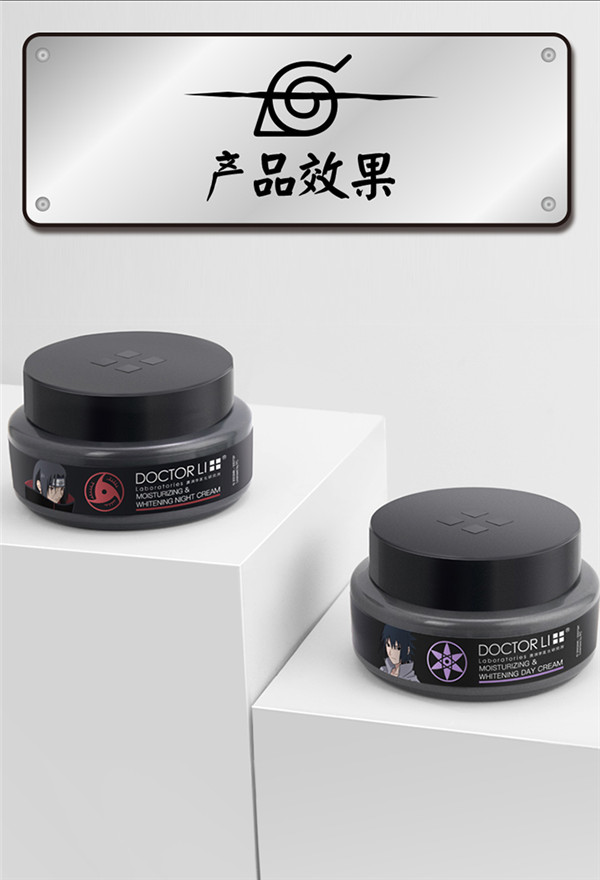 产品效果
DOCTOR LI
Laboratories
MOISTURIZING &
WHITENING NIGHT CREAM
DOCTOR LI
Laboratories
MOISTURIZING &
WHITENING DAY CREAM